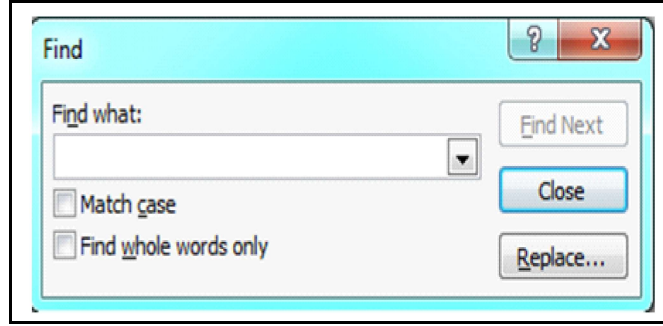 Find
?
X
Find what:
Find Next
Match case
Close
Find whole words only
Replace...